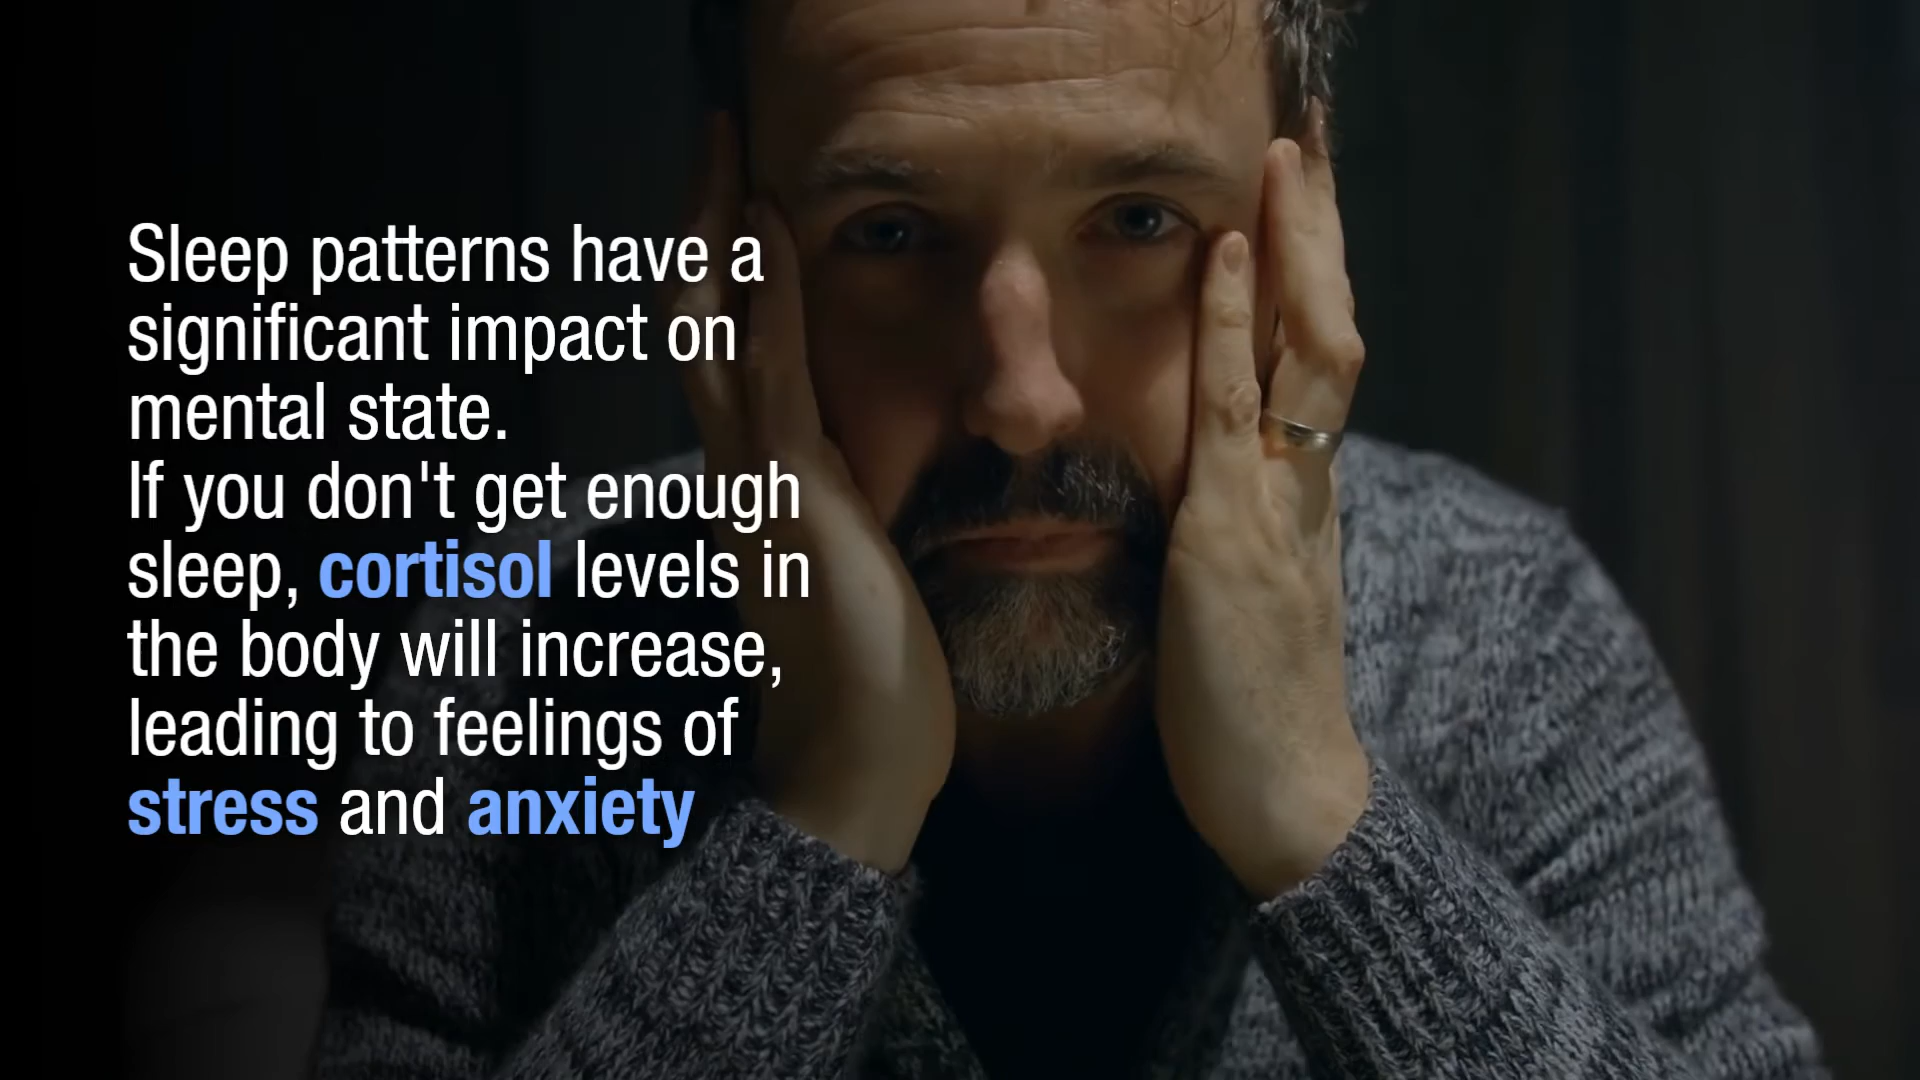 Sleep patterns have a
significant impact on
mental state.
If you don't get enough
sleep, cortisol levels in
the body will increase,
leading to feelings of
stress and anxiety